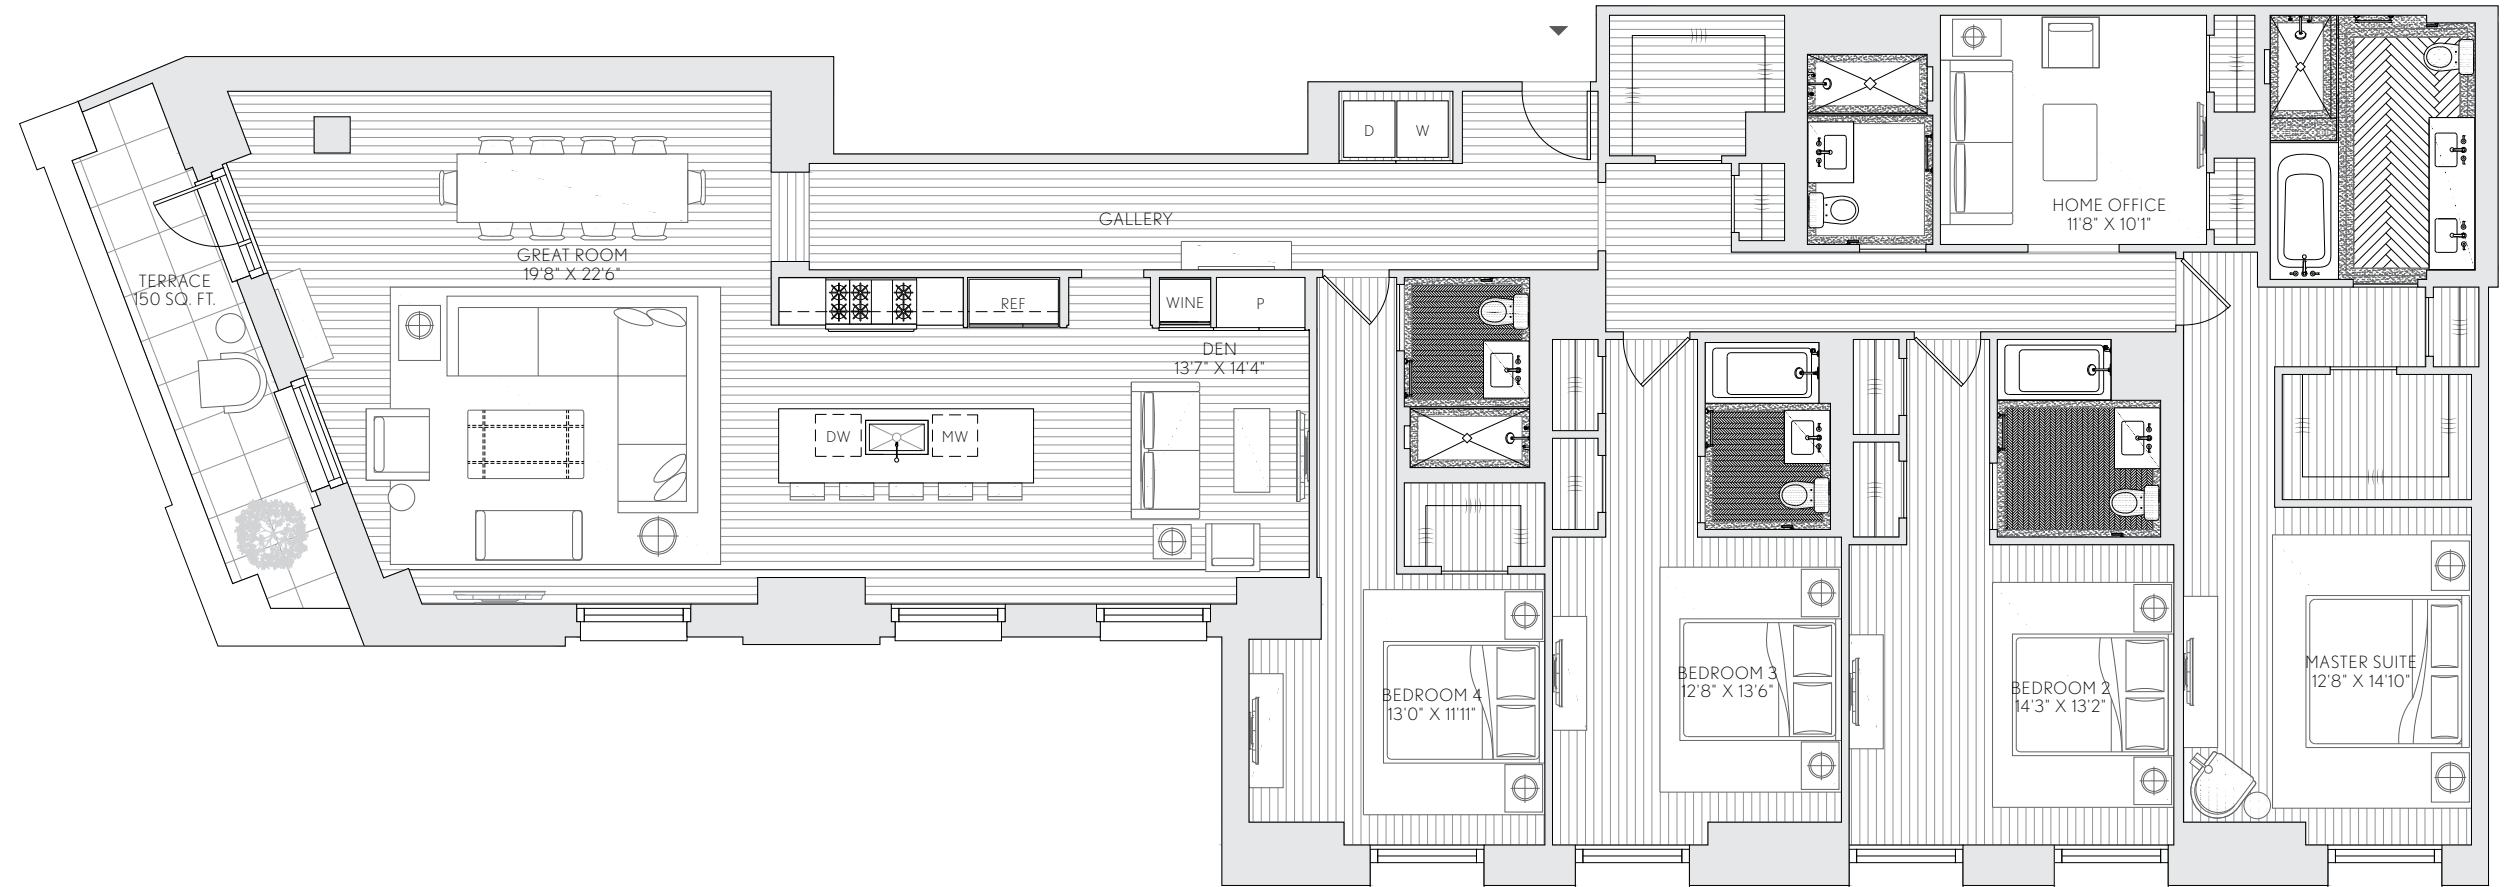 D
W
GALLERY
HOME OFFICE
11'8" X 10'1"
GREAT ROOM
19'8" X 22'6"
TERRACE
150 SQ. FT.
REF
WINE
P
DEN
13'7" X 14'4"
DW
MW
BEDROOM 4
13'0" X 11'11"
BEDROOM 3
12'8" X 13'6"
BEDROOM 2
14'3" X 13'2"
MASTER SUITE
12'8" X 14'10"